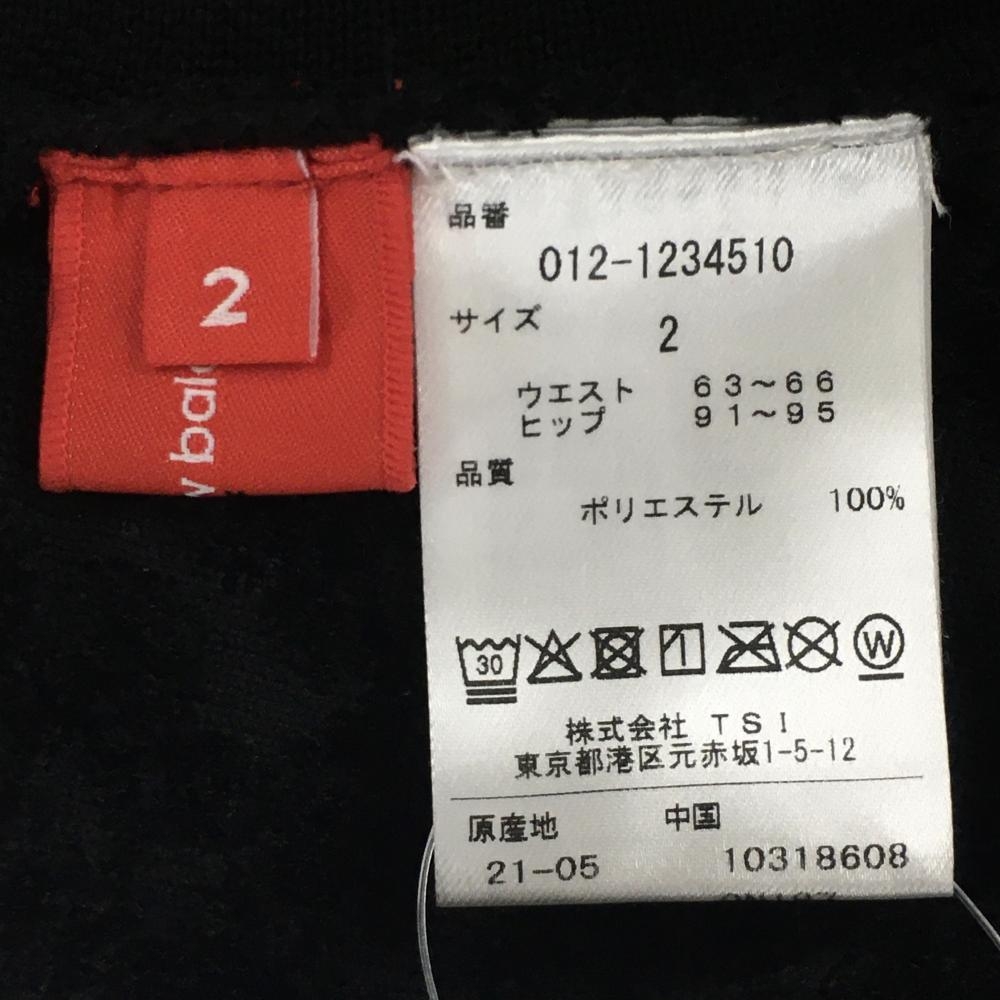 2
w bal
品番
012-1234510
サイズ 2
ウエスト 63〜66
ヒップ 91〜95
品質
ポリエステル 100%
30
W
株式会社 TSI
東京都港区元赤坂1-5-12
原産地 中国
21-05 10318608